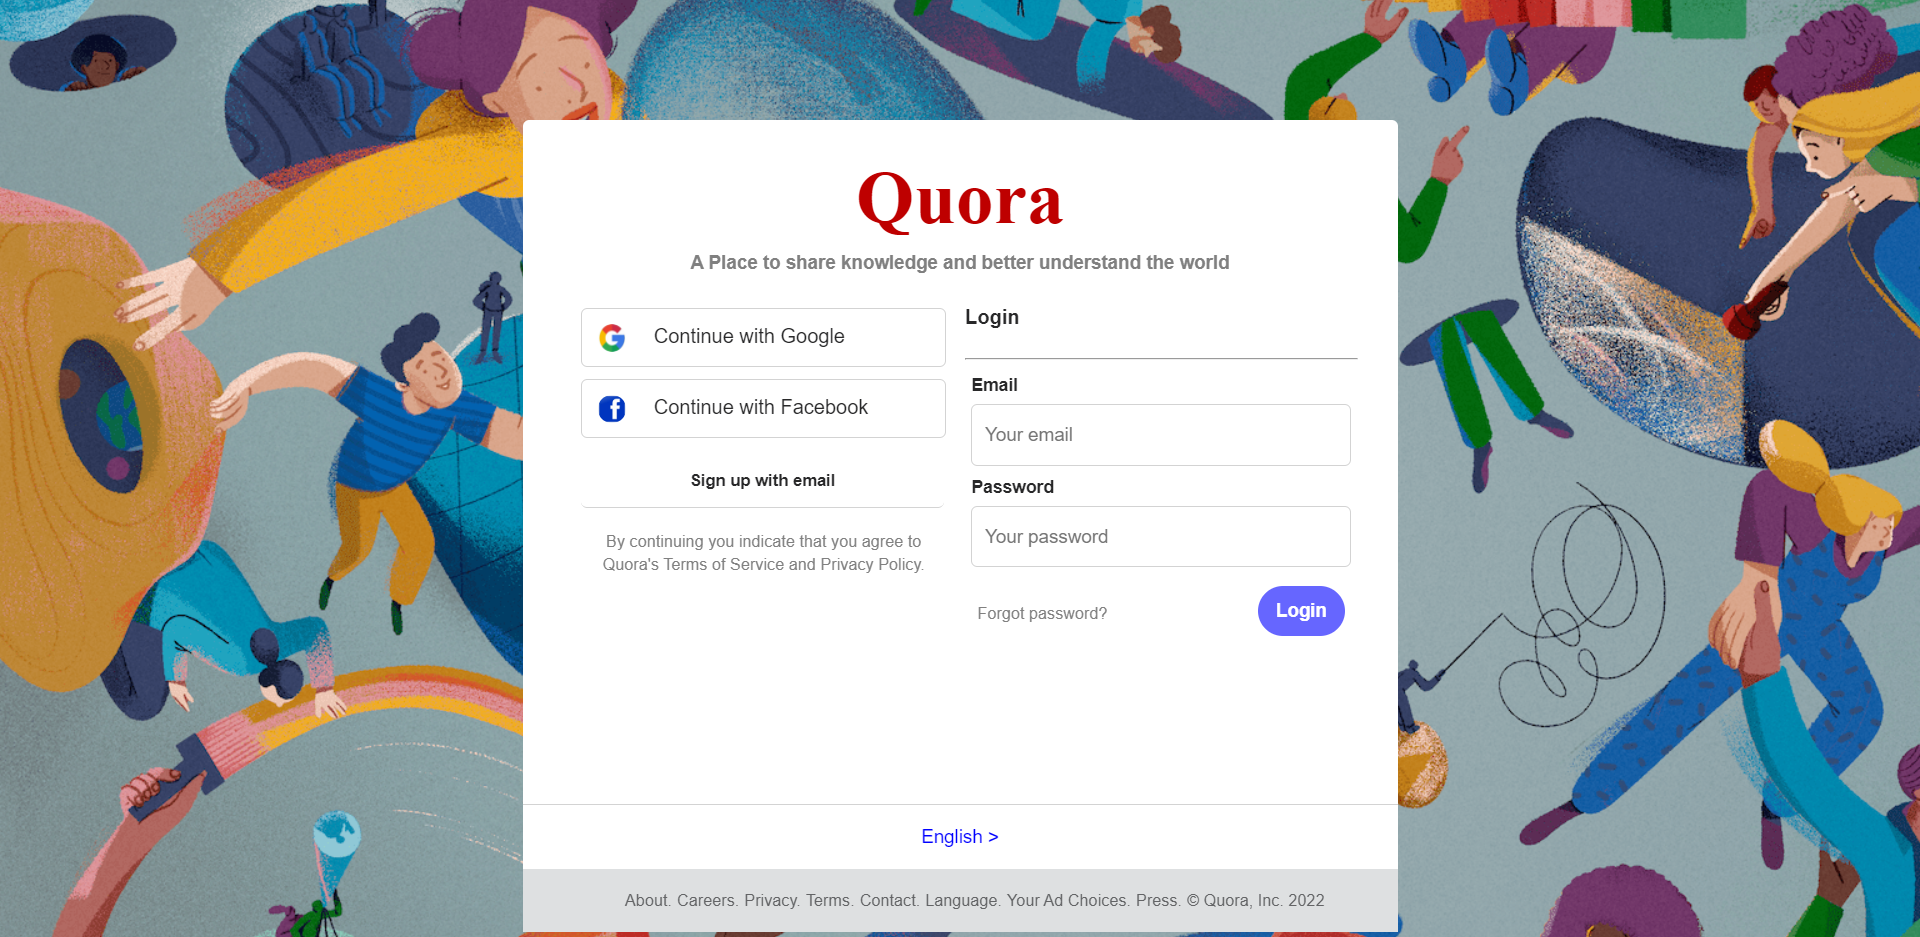 Quora
A Place to share knowledge and better understand the world
Continue with Google
Continue with Facebook
Sign up with email
By continuing you indicate that you agree to
Quora's Terms of Service and Privacy Policy.
Login
Email
Your email
Password
Your password
Forgot password?
Login
English >
About. Careers. Privacy. Terms. Contact. Language. Your Ad Choices. Press. © Quora, Inc. 2022